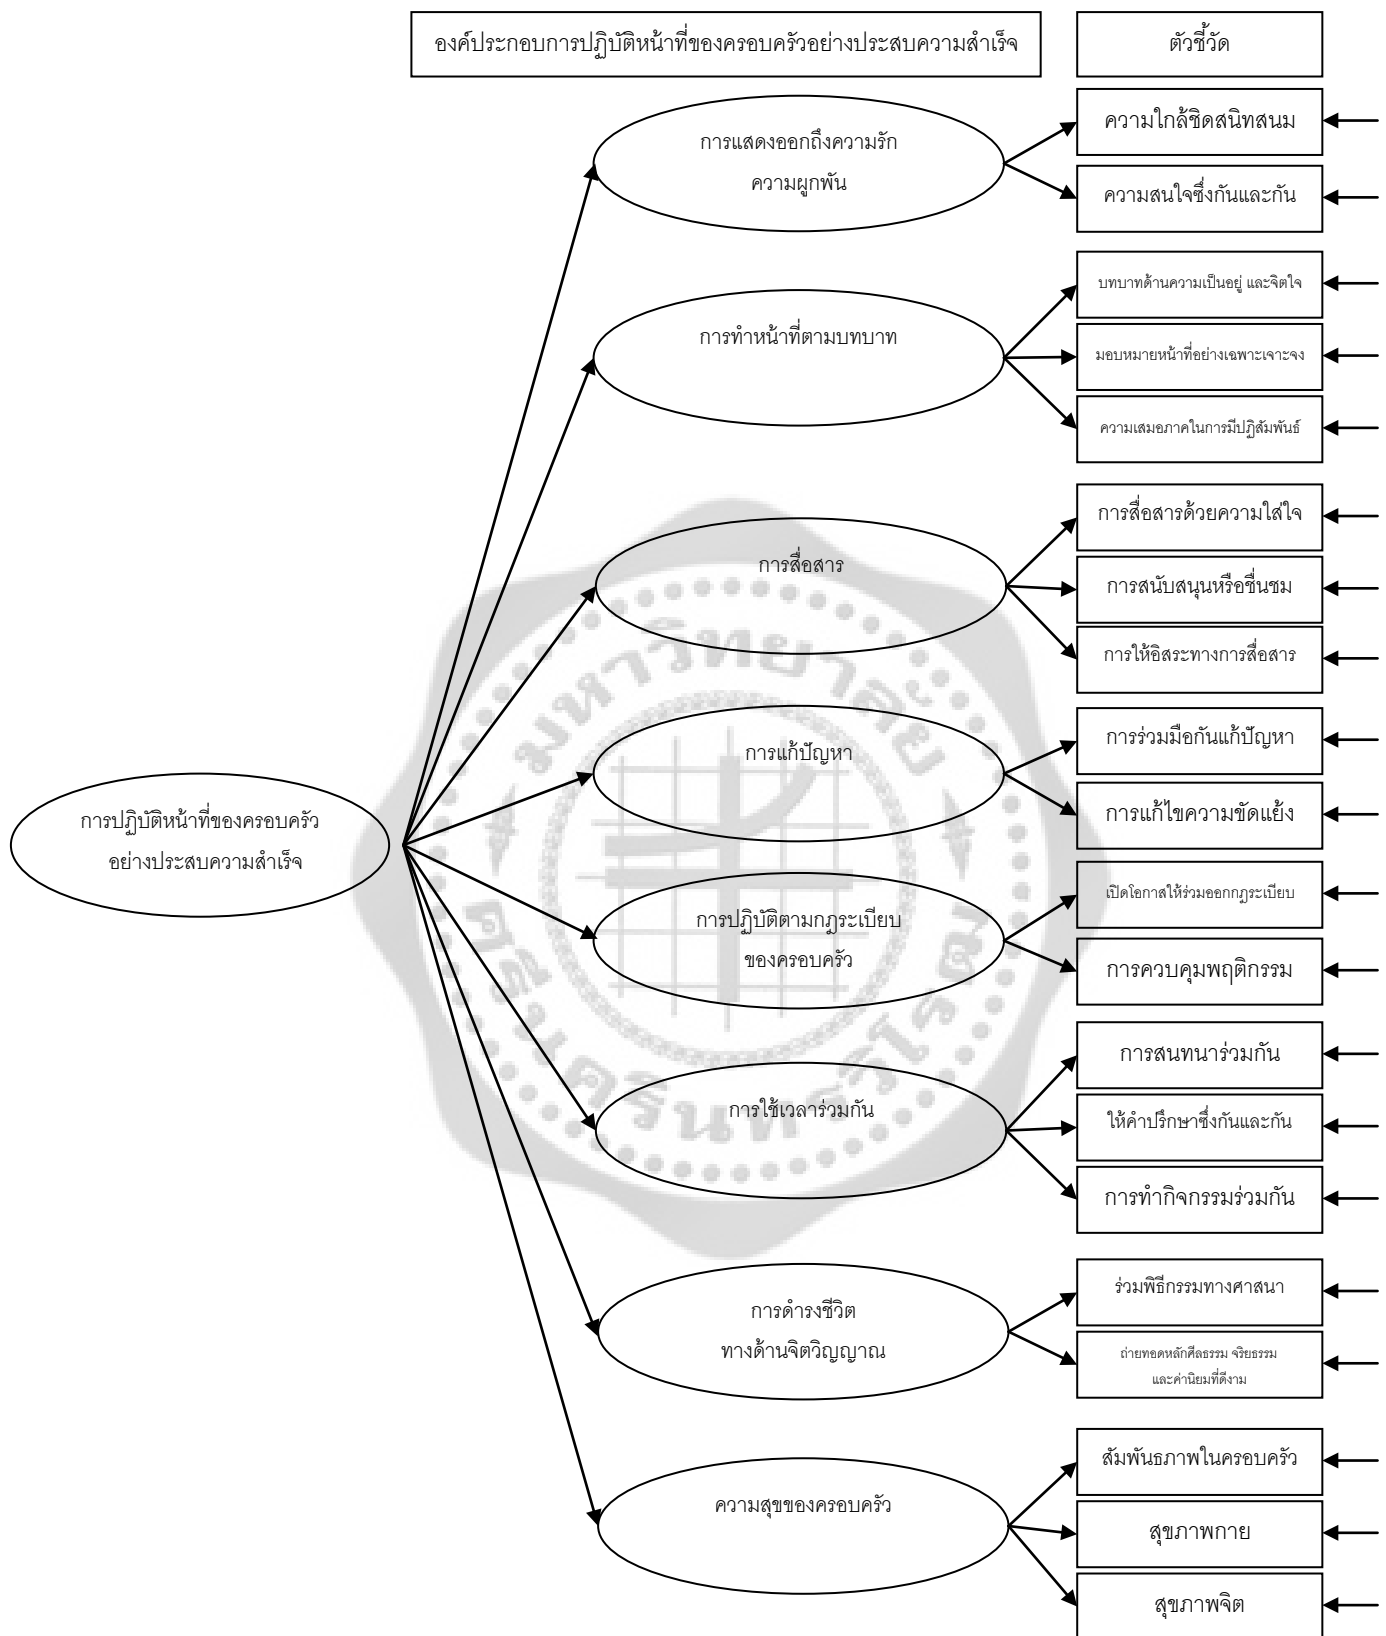 องค์ประกอบการปฏิบัติหน้าที่ของครอบครัวอย่างประสบความสำเร็จ
ตัวชี้วัด
การแสดงออกถึงความรัก
ความผูกพัน
ความใกล้ชิดสนิทสนม
ความสนใจซึ่งกันและกัน
การทำหน้าที่ตามบทบาท
บทบาทด้านความเป็นอยู่ และจิตใจ
มอบหมายหน้าที่อย่างเฉพาะเจาะจง
ความเสมอภาคในการมีปฏิสัมพันธ์
การสื่อสาร
การสื่อสารด้วยความใส่ใจ
การสนับสนุนหรือชื่นชม
การให้อิสระทางการสื่อสาร
การแก้ปัญหา
การร่วมมือกันแก้ปัญหา
การแก้ไขความขัดแย้ง
การปฏิบัติหน้าที่ของครอบครัว
อย่างประสบความสำเร็จ
การปฏิบัติตามกฎระเบียบ
ของครอบครัว
เปิดโอกาสให้ร่วมออกกฎระเบียบ
การควบคุมพฤติกรรม
การใช้เวลาร่วมกัน
การสนทนาร่วมกัน
ให้คำปรึกษาซึ่งกันและกัน
การทำกิจกรรมร่วมกัน
การดำรงชีวิต
ทางด้านจิตวิญญาณ
ร่วมพิธีกรรมทางศาสนา
ถ่ายทอดหลักศีลธรรม จริยธรรม
และค่านิยมที่ดีงาม
ความสุขของครอบครัว
สัมพันธภาพในครอบครัว
สุขภาพกาย
สุขภาพจิต
มหาวิทยาลัย
ศรีนครินทรวิโรฒ